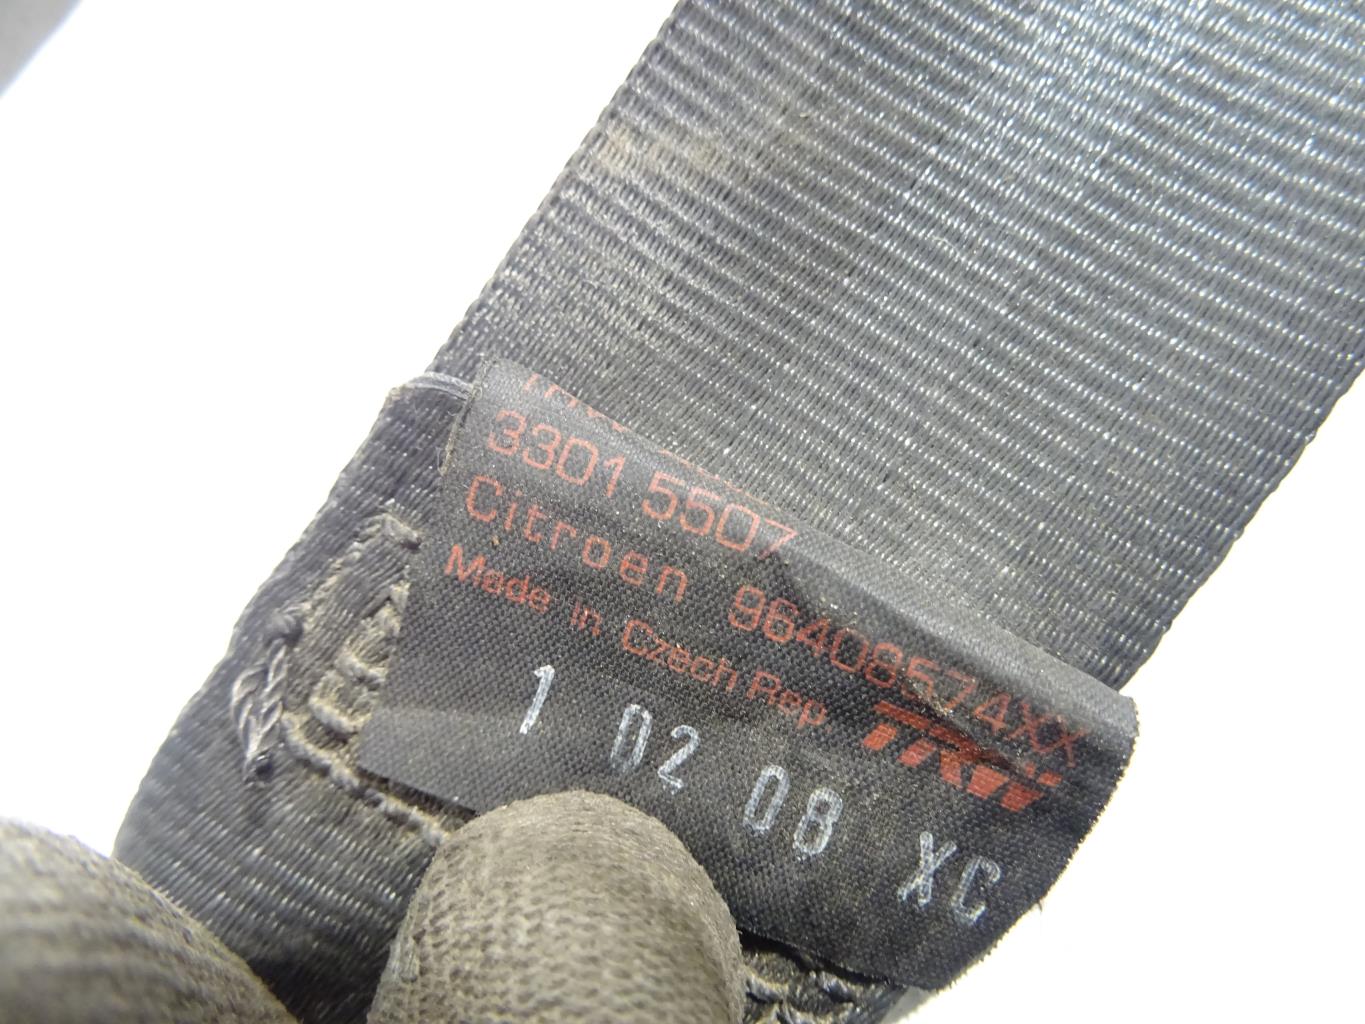 3301 5507
Citroen 96408574XX
Made in Czech Rep. TRW
1 02 08 XC